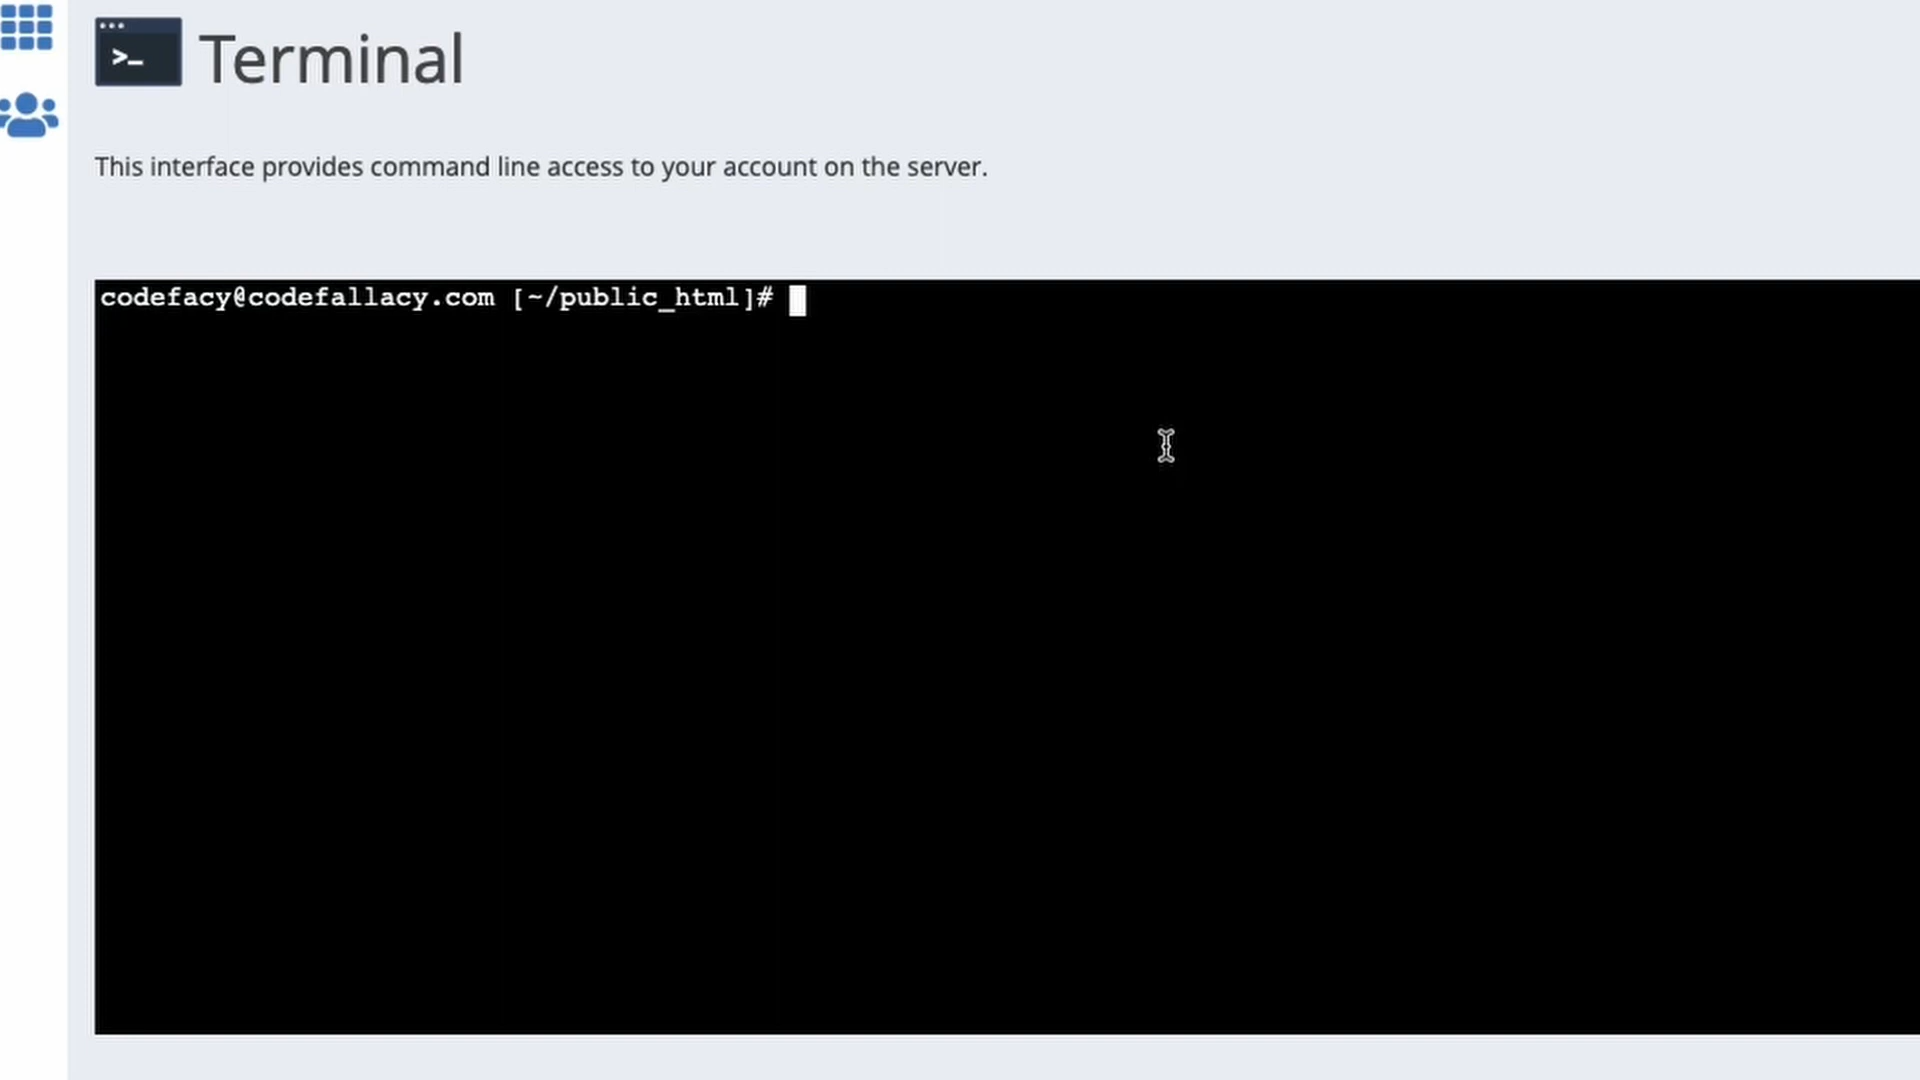 >_
Terminal
This interface provides command line access to your account on the server.
codefacy@codefallacy.com [~/public_html]#